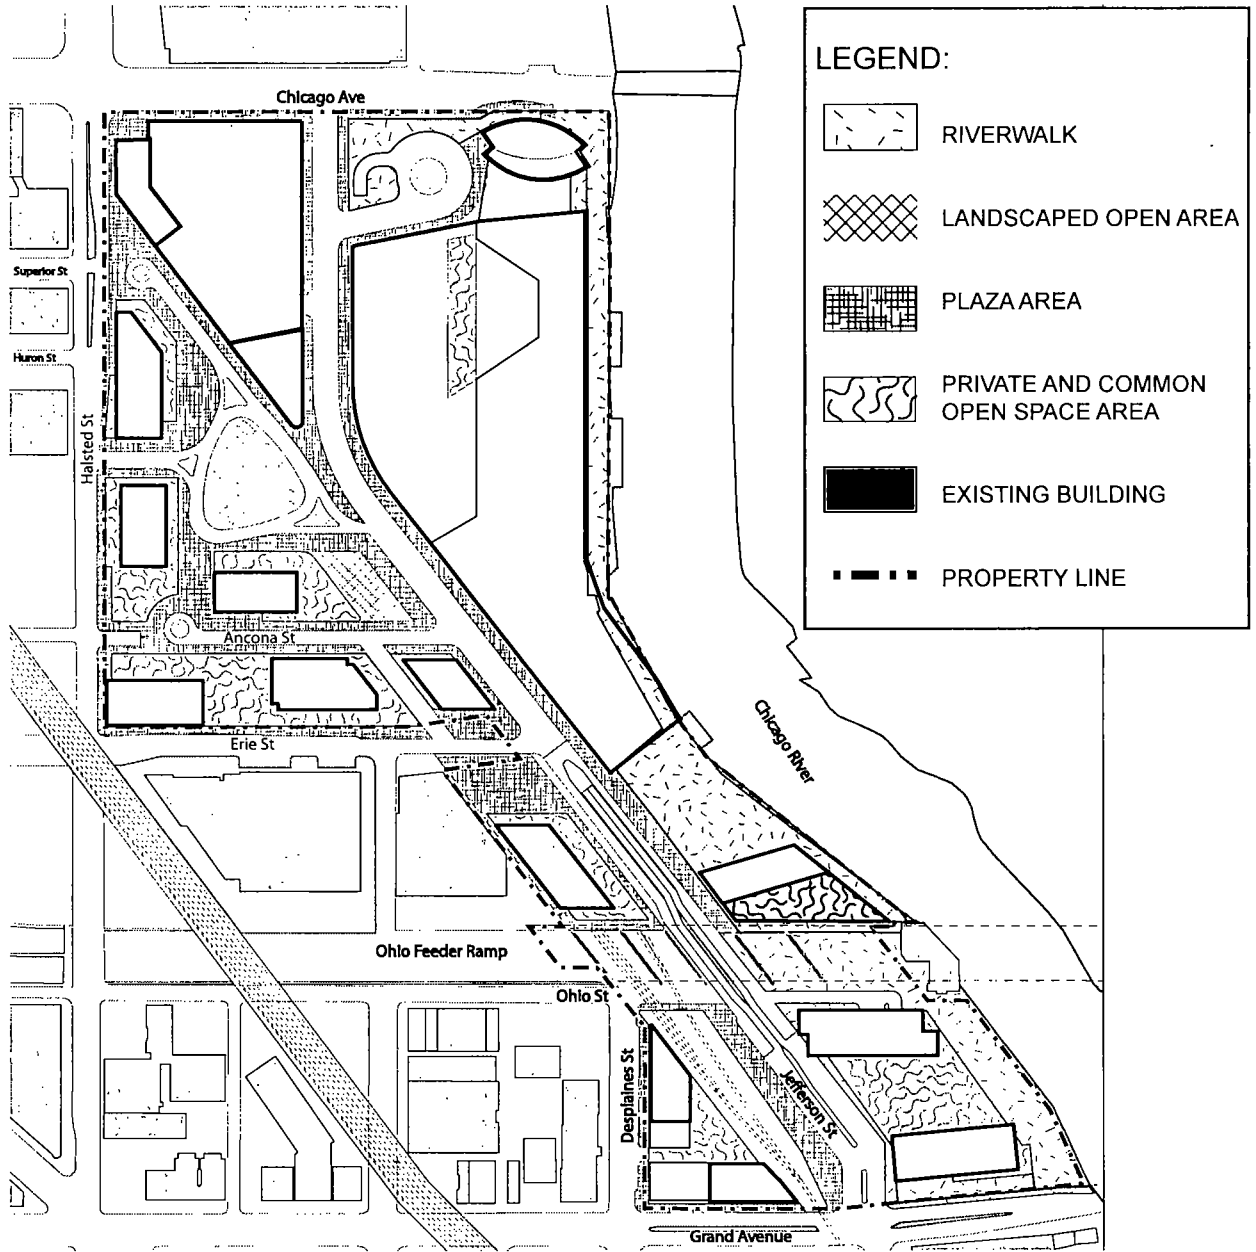 LEGEND:
RIVERWALK
LANDSCAPED OPEN AREA
PLAZA AREA
PRIVATE AND COMMON
OPEN SPACE AREA
EXISTING BUILDING
PROPERTY LINE
Chicago Ave
Superior St
Huron St
Halsted St
Ancona St
Erie St
Chicago River
Ohio Feeder Ramp
Ohio St
Desplaines St
Jefferson St
Grand Avenue